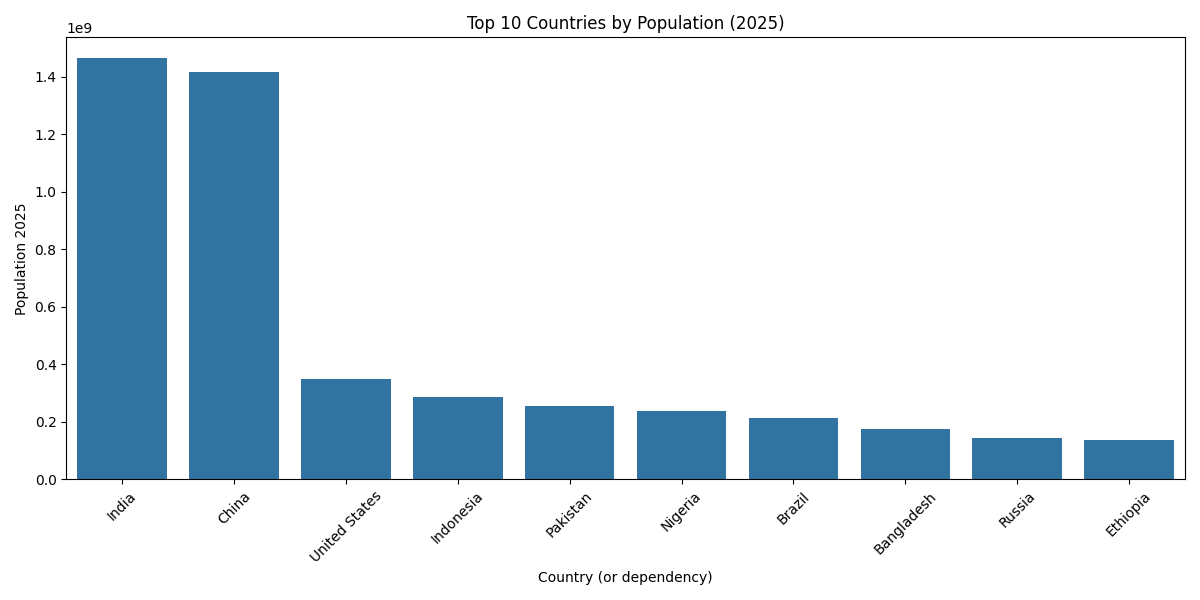 Top 10 Countries by Population (2025)
1e9
1.4
1.2
1.0
0.8
0.6
0.4
0.2
0.0
Population 2025
India
China
United States
Indonesia
Pakistan
Nigeria
Brazil
Bangladesh
Russia
Ethiopia
Country (or dependency)